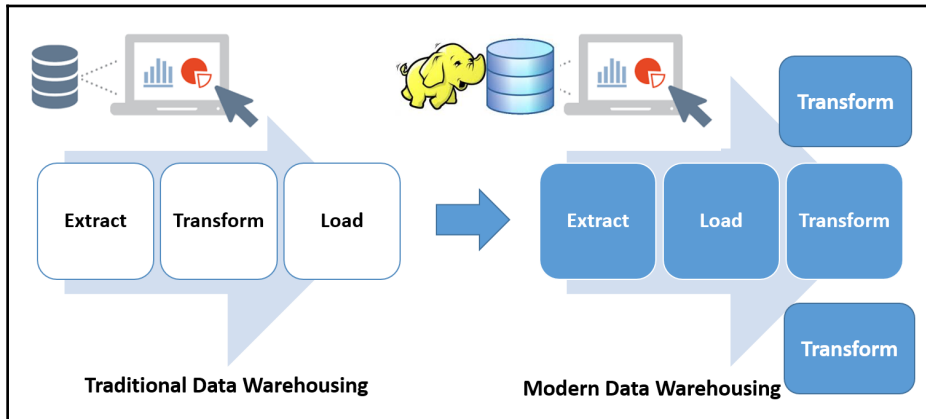 Transform
Extract
Transform
Load
Extract
Load
Transform
Transform
Traditional Data Warehousing
Modern Data Warehousing